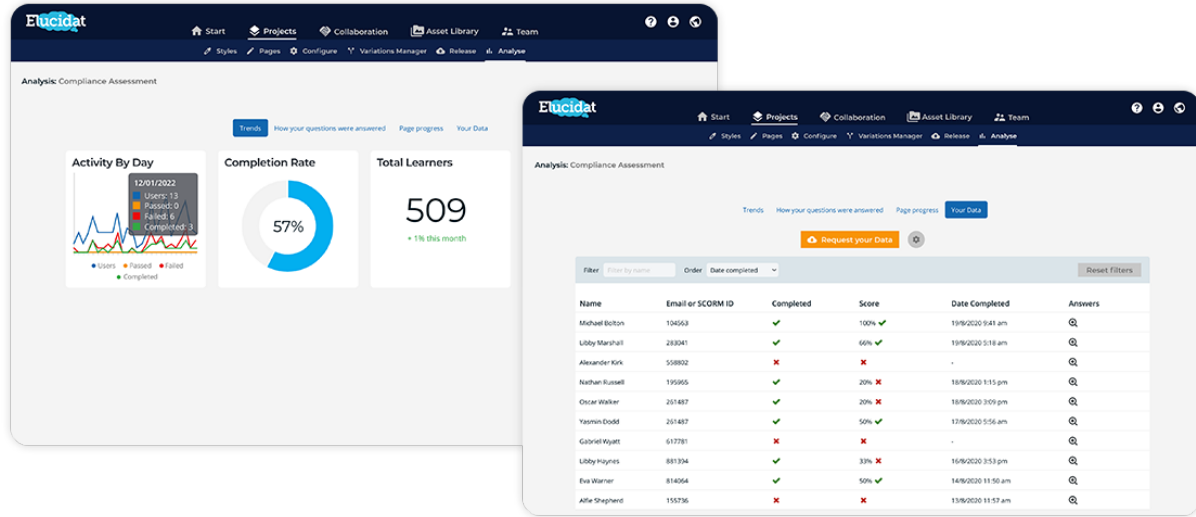 Elucidat
Start Projects Collaboration Asset Library Team
Styles Pages Configure Variations Manager Release Analyse
Analysis: Compliance Assessment
Trends How your questions were answered Page progress Your Data
Activity By Day
12/01/2022
Users: 13
Passed: 0
Failed: 6
Completed: 3
Users Passed Failed
Completed
Completion Rate
57%
Total Learners
509
+ 1% this month
Elucidat
Start Projects Collaboration Asset Library Team
Styles Pages Configure Variations Manager Release Analyse
Analysis: Compliance Assessment
Trends How your questions were answered Page progress Your Data
Request your Data
Filter Filter by name Order Date completed Reset filters
Name Email or SCORM ID Completed Score Date Completed Answers
Michael Bolton 104563 100% 19/8/2020 9:41 am
Libby Marshall 283041 66% 19/8/2020 5:18 am
Alexander Kirk 558802 -
Nathan Russell 195965 20% 18/8/2020 1:15 pm
Oscar Walker 261487 20% 18/8/2020 3:09 pm
Yasmin Dodd 261487 50% 17/8/2020 5:56 am
Gabriel Wyatt 617781 -
Libby Haynes 881394 33% 16/8/2020 3:53 pm
Eva Warner 814064 50% 14/8/2020 11:50 am
Alfie Shepherd 155736 13/8/2020 11:57 am